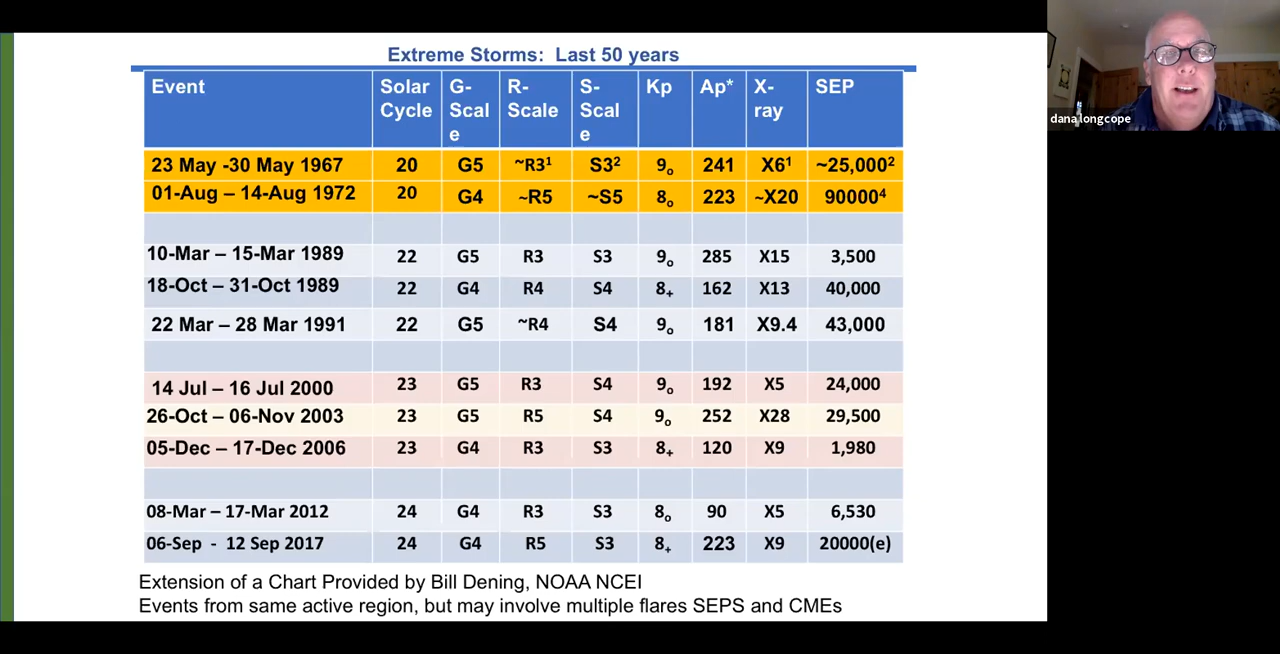 Extreme Storms: Last 50 years
Event Solar Cycle G-Scale R-Scale S-Scale Kp Ap* X-ray SEP
23 May -30 May 1967 20 G5 ~R3¹ S3² 9o 241 X6¹ ~25,000²
01-Aug – 14-Aug 1972 20 G4 ~R5 ~S5 8o 223 ~X20 90000⁴
10-Mar – 15-Mar 1989 22 G5 R3 S3 9o 285 X15 3,500
18-Oct – 31-Oct 1989 22 G4 R4 S4 8+ 162 X13 40,000
22 Mar – 28 Mar 1991 22 G5 ~R4 S4 9o 181 X9.4 43,000
14 Jul – 16 Jul 2000 23 G5 R3 S4 9o 192 X5 24,000
26-Oct – 06-Nov 2003 23 G5 R5 S4 9o 252 X28 29,500
05-Dec – 17-Dec 2006 23 G4 R3 S3 8+ 120 X9 1,980
08-Mar – 17-Mar 2012 24 G4 R3 S3 8o 90 X5 6,530
06-Sep - 12 Sep 2017 24 G4 R5 S3 8+ 223 X9 20000(e)
Extension of a Chart Provided by Bill Dening, NOAA NCEI
Events from same active region, but may involve multiple flares SEPS and CMEs
dana longcope